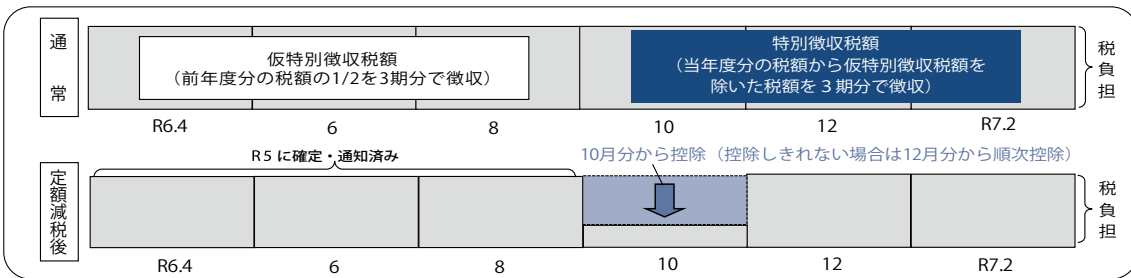 通常
仮特別徴収税額
（前年度分の税額の1/2を3期分で徴収）
特別徴収税額
（当年度分の税額から仮特別徴収税額を
除いた税額を３期分で徴収）
税負担
R6.4 6 8 10 12 R7.2
R５に確定・通知済み
10月分から控除（控除しきれない場合は12月分から順次控除）
定額減税後
税負担
R6.4 6 8 10 12 R7.2